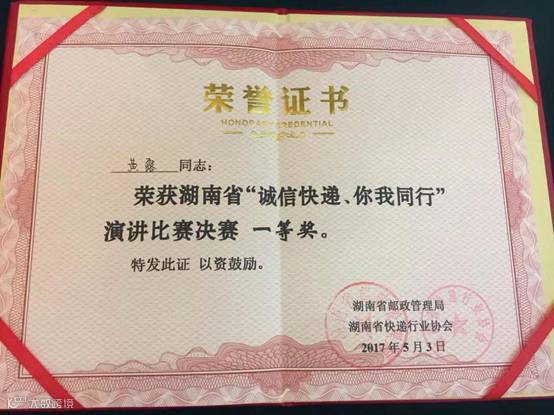 荣誉证书
HONORARY CREDENTIAL
同志:
荣获湖南省“诚信快递、你我同行”
演讲比赛决赛 一等奖。
特发此证 以资鼓励。
湖南省邮政管理局
湖南省快递行业协会
2017年5月3日